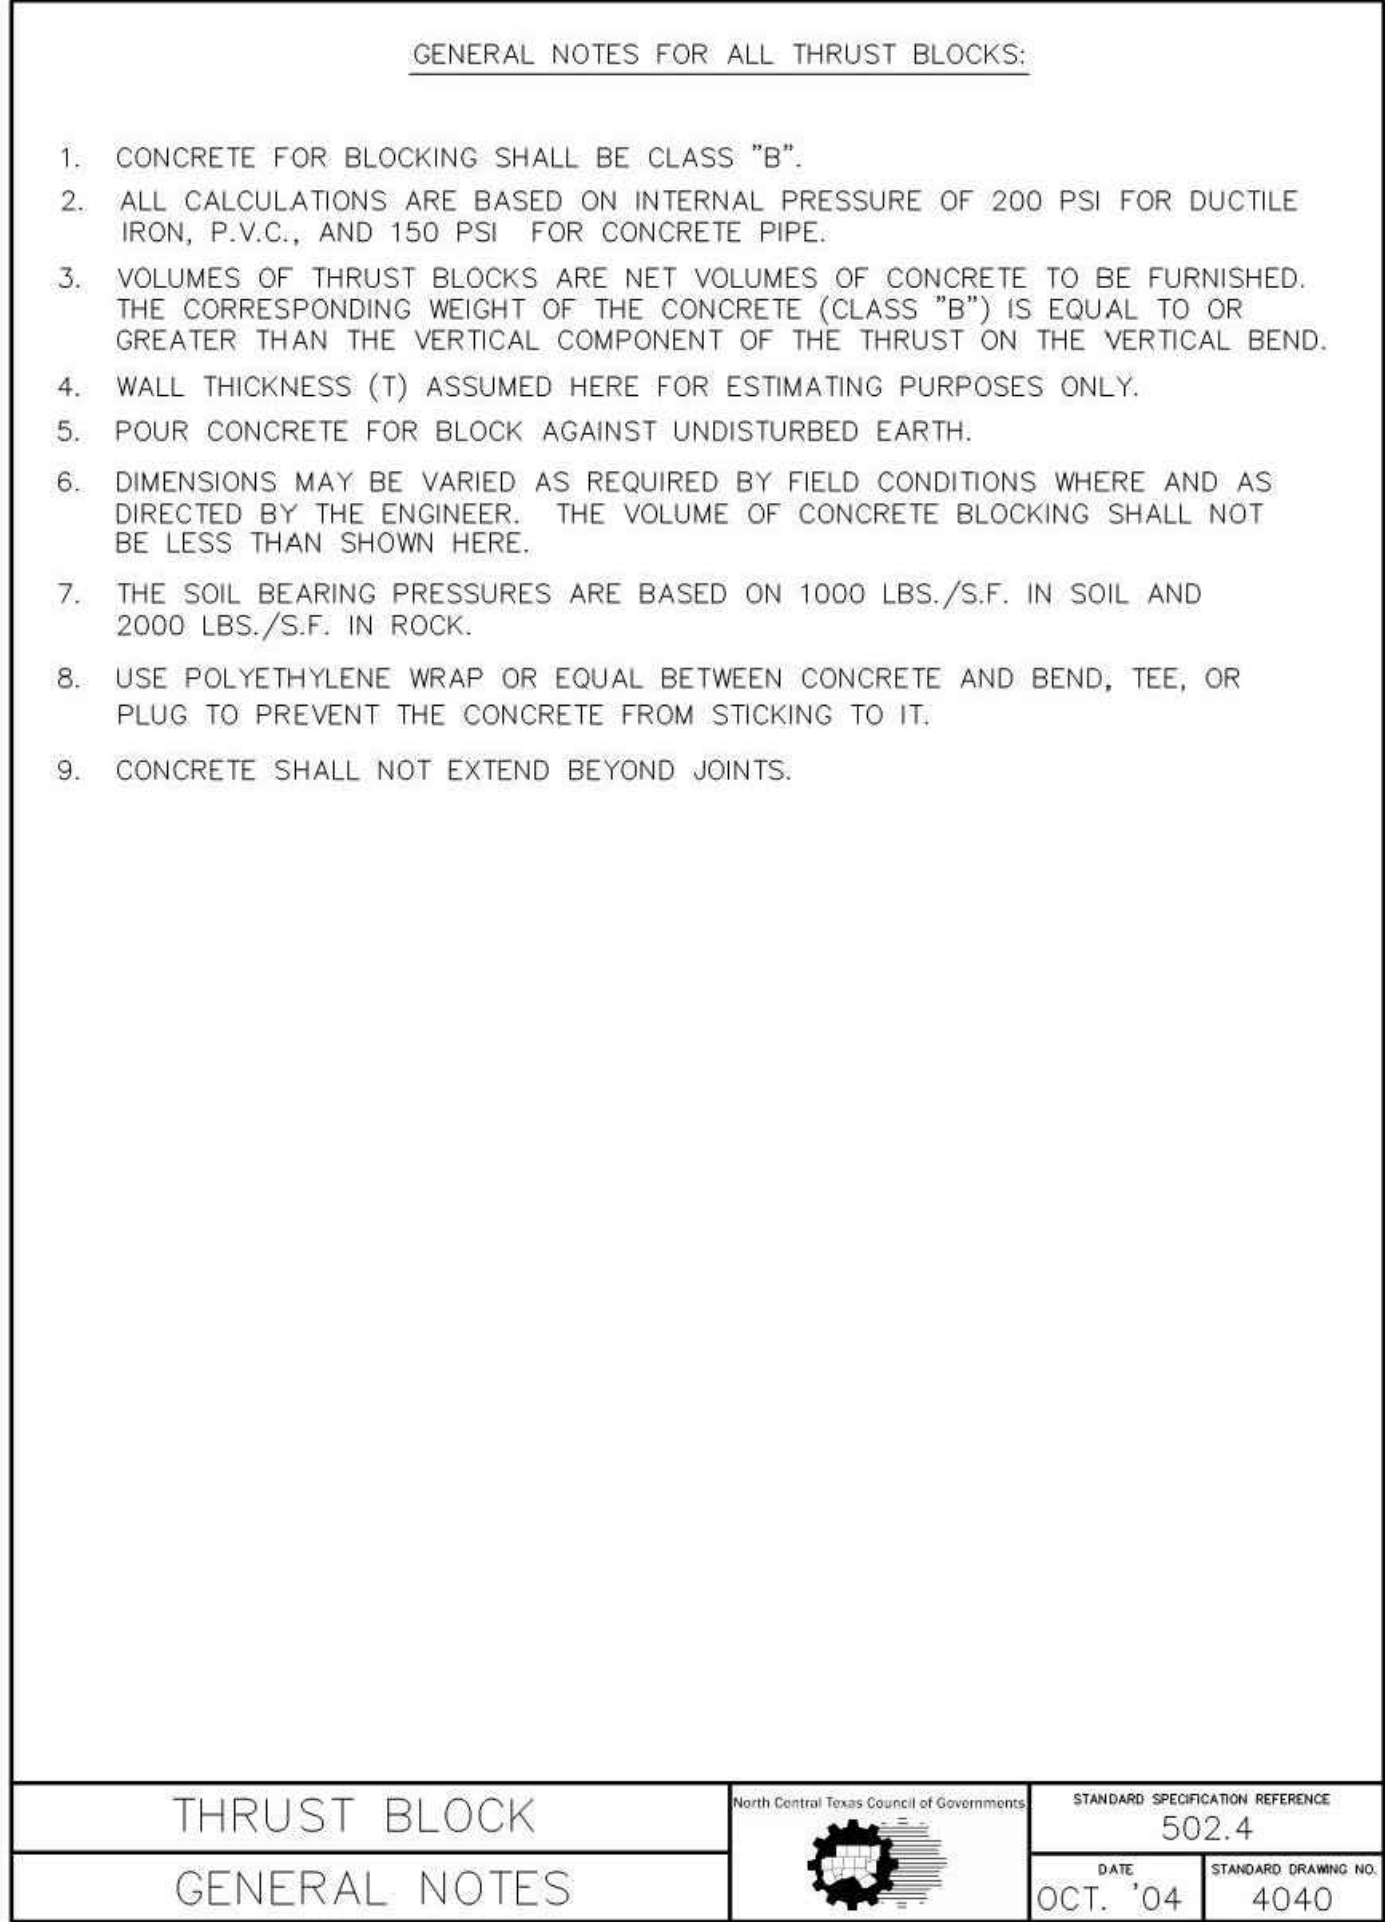 GENERAL NOTES FOR ALL THRUST BLOCKS:
1. CONCRETE FOR BLOCKING SHALL BE CLASS "B".
2. ALL CALCULATIONS ARE BASED ON INTERNAL PRESSURE OF 200 PSI FOR DUCTILE
IRON, P.V.C., AND 150 PSI FOR CONCRETE PIPE.
3. VOLUMES OF THRUST BLOCKS ARE NET VOLUMES OF CONCRETE TO BE FURNISHED.
THE CORRESPONDING WEIGHT OF THE CONCRETE (CLASS "B") IS EQUAL TO OR
GREATER THAN THE VERTICAL COMPONENT OF THE THRUST ON THE VERTICAL BEND.
4. WALL THICKNESS (T) ASSUMED HERE FOR ESTIMATING PURPOSES ONLY.
5. POUR CONCRETE FOR BLOCK AGAINST UNDISTURBED EARTH.
6. DIMENSIONS MAY BE VARIED AS REQUIRED BY FIELD CONDITIONS WHERE AND AS
DIRECTED BY THE ENGINEER. THE VOLUME OF CONCRETE BLOCKING SHALL NOT
BE LESS THAN SHOWN HERE.
7. THE SOIL BEARING PRESSURES ARE BASED ON 1000 LBS./S.F. IN SOIL AND
2000 LBS./S.F. IN ROCK.
8. USE POLYETHYLENE WRAP OR EQUAL BETWEEN CONCRETE AND BEND, TEE, OR
PLUG TO PREVENT THE CONCRETE FROM STICKING TO IT.
9. CONCRETE SHALL NOT EXTEND BEYOND JOINTS.
THRUST BLOCK
GENERAL NOTES
North Central Texas Council of Governments
STANDARD SPECIFICATION REFERENCE
502.4
DATE
OCT. '04
STANDARD DRAWING NO.
4040